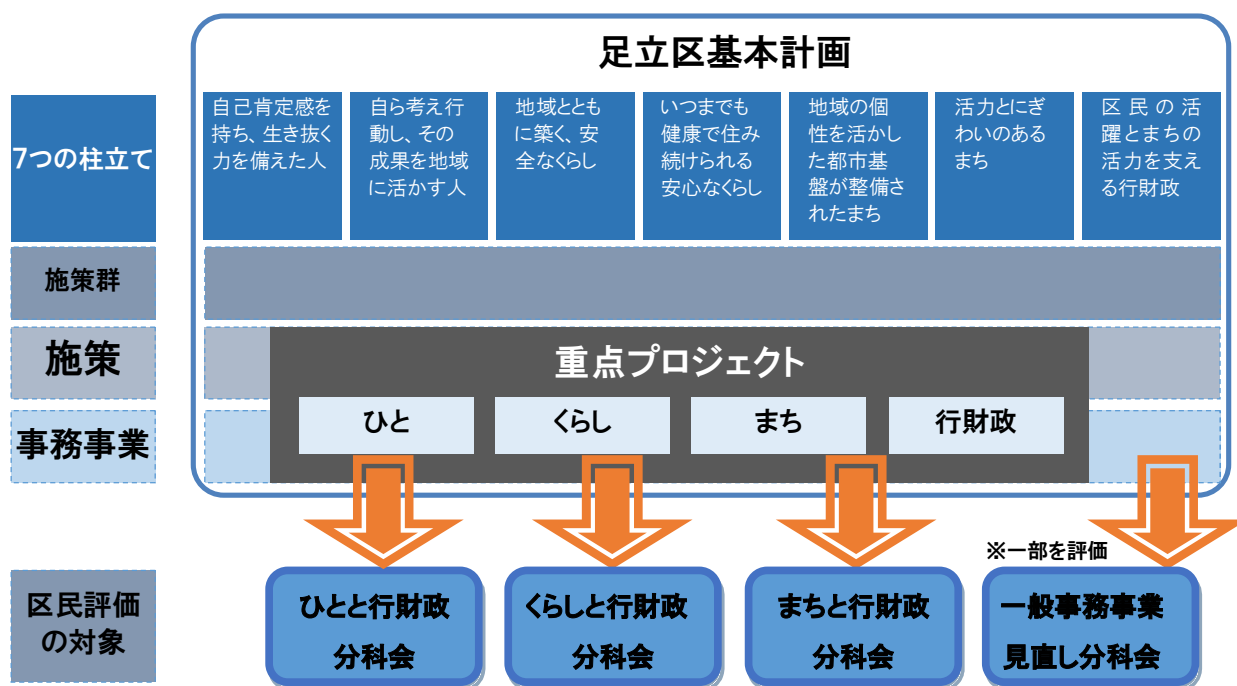 足立区基本計画
7つの柱立て
自己肯定感を
持ち、生き抜く
力を備えた人
自ら考え行
動し、その
成果を地域
に活かす人
地域ととも
に築く、安
全なくらし
いつまでも
健康で住み
続けられる
安心なくらし
地域の個
性を活かし
た都市基
盤が整備さ
れたまち
活力とにぎ
わいのある
まち
区民の活
躍とまちの
活力を支え
る行財政
施策群
施策
重点プロジェクト
事務事業
ひと
くらし
まち
行財政
※一部を評価
区民評価
の対象
ひとと行財政
分科会
くらしと行財政
分科会
まちと行財政
分科会
一般事務事業
見直し分科会